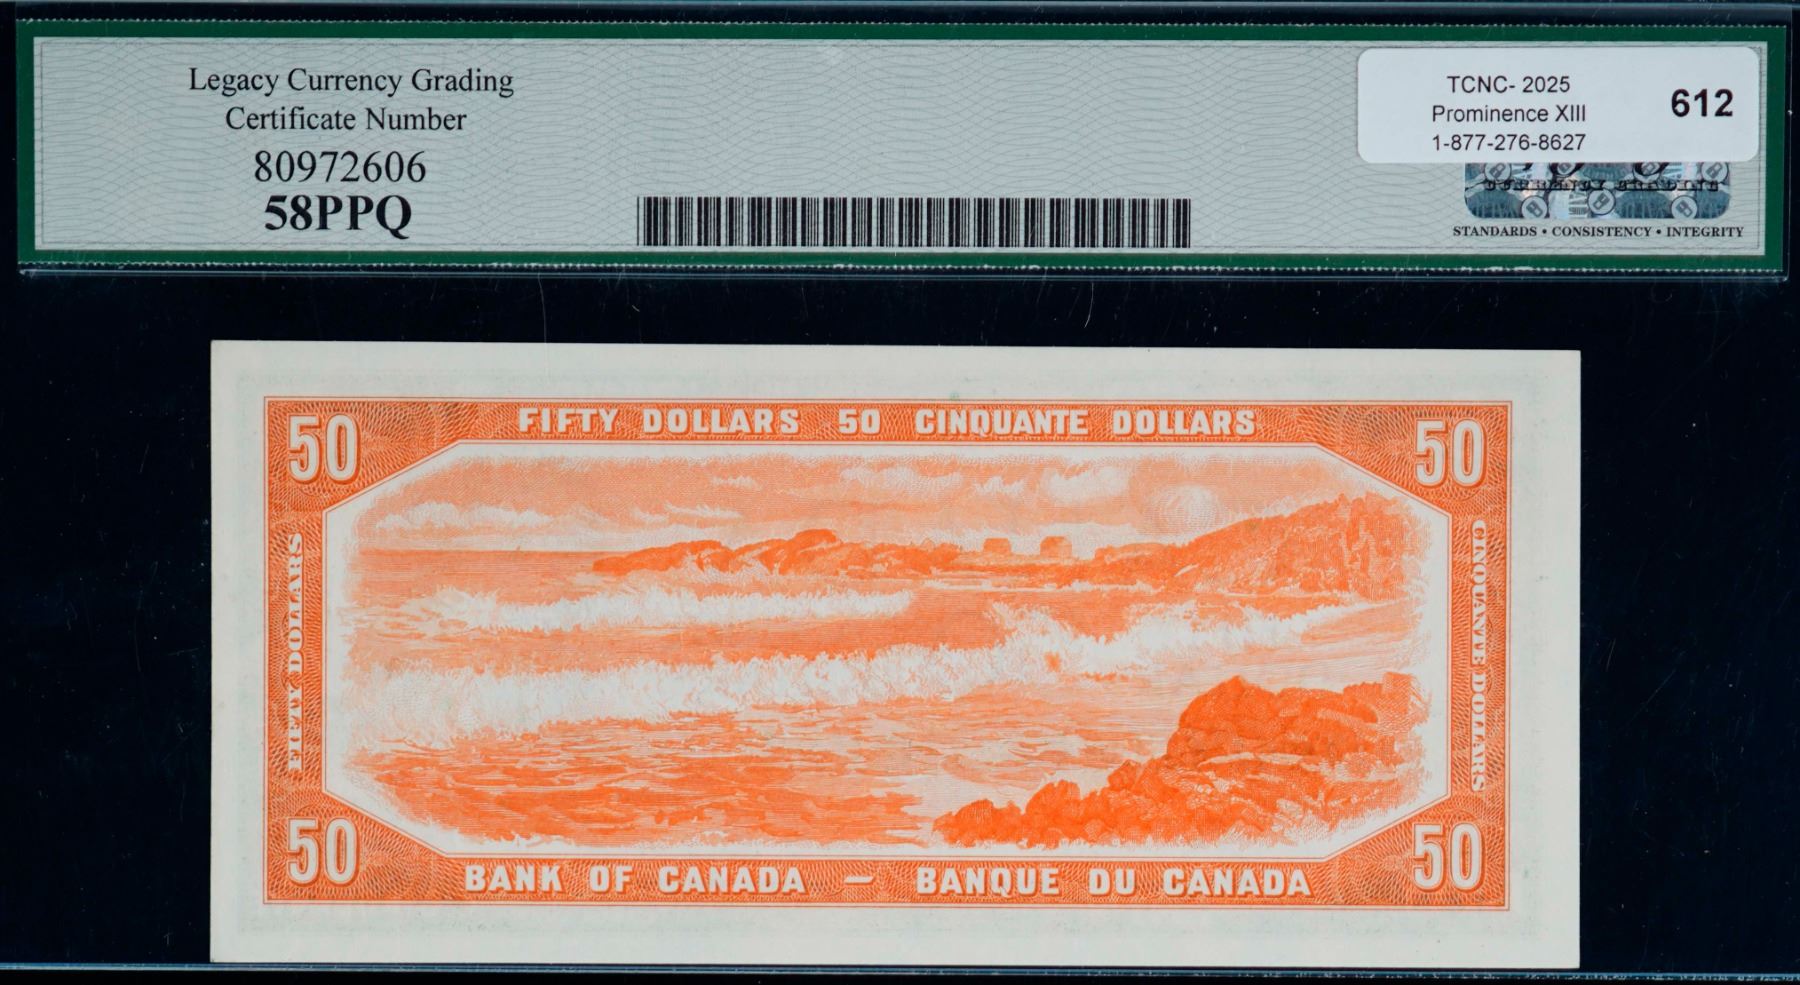 Legacy Currency Grading
Certificate Number
80972606
58PPQ
TCNC- 2025
Prominence XIII
1-877-276-8627
612
CURRENCY GRADING
STANDARDS • CONSISTENCY • INTEGRITY
50
FIFTY DOLLARS 50 CINQUANTE DOLLARS
50
FIFTY DOLLARS
CINQUANTE DOLLARS
50
BANK OF CANADA — BANQUE DU CANADA
50